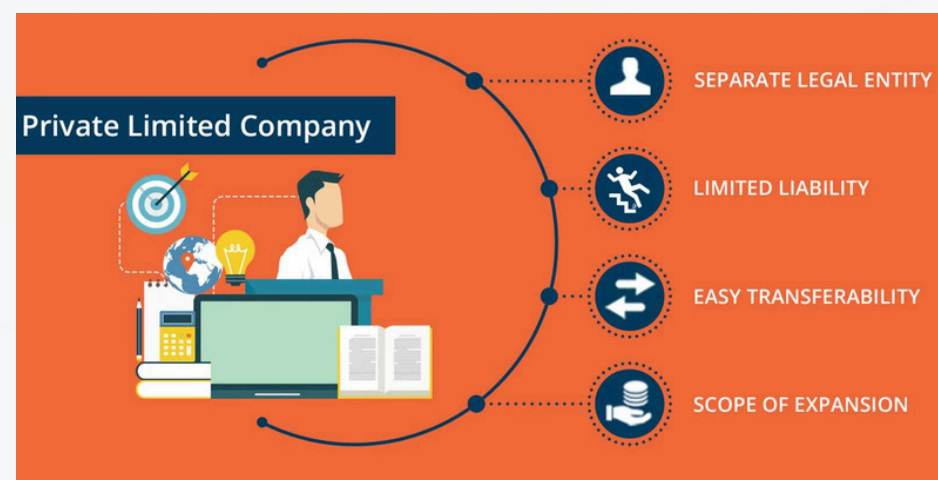 Private Limited Company
SEPARATE LEGAL ENTITY
LIMITED LIABILITY
EASY TRANSFERABILITY
SCOPE OF EXPANSION